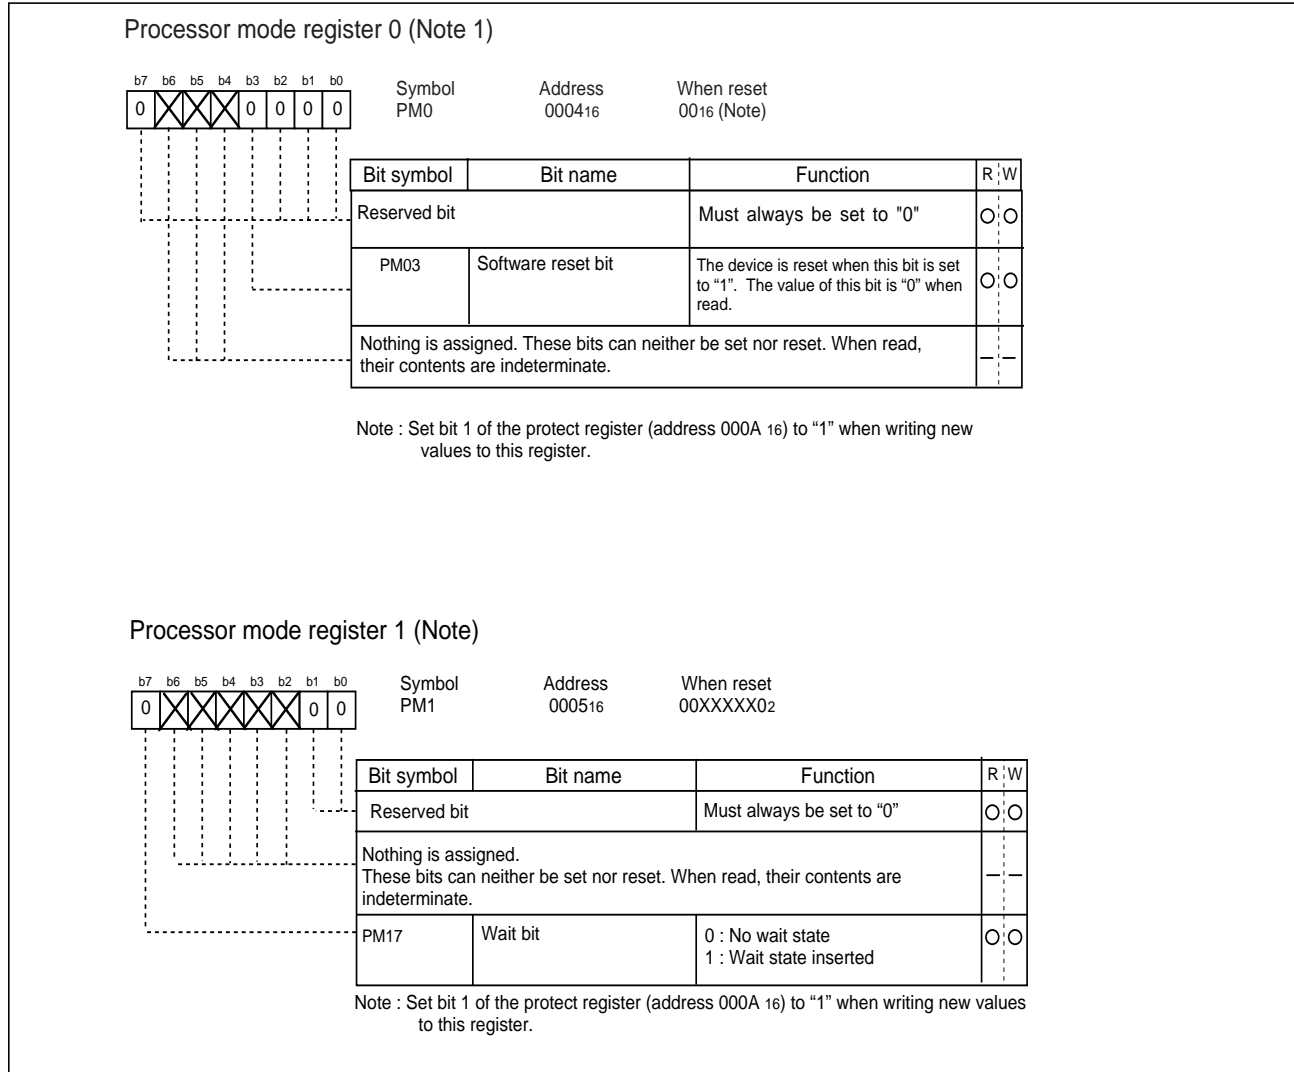 Processor mode register 0 (Note 1)
b7 b6 b5 b4 b3 b2 b1 b0
Symbol Address When reset
0 0 0 0 0
PM0 000416 0016 (Note)
Bit symbol Bit name Function R W
Reserved bit Must always be set to "0"
PM03 Software reset bit The device is reset when this bit is set
to “1”. The value of this bit is “0” when
read.
Nothing is assigned. These bits can neither be set nor reset. When read,
their contents are indeterminate.
Note : Set bit 1 of the protect register (address 000A 16) to “1” when writing new
values to this register.
Processor mode register 1 (Note)
b7 b6 b5 b4 b3 b2 b1 b0
Symbol Address When reset
0 0 0
PM1 000516 00XXXXX02
Bit symbol Bit name Function R W
Reserved bit Must always be set to “0”
Nothing is assigned.
These bits can neither be set nor reset. When read, their contents are
indeterminate.
PM17 Wait bit 0 : No wait state
1 : Wait state inserted
Note : Set bit 1 of the protect register (address 000A 16) to “1” when writing new values
to this register.